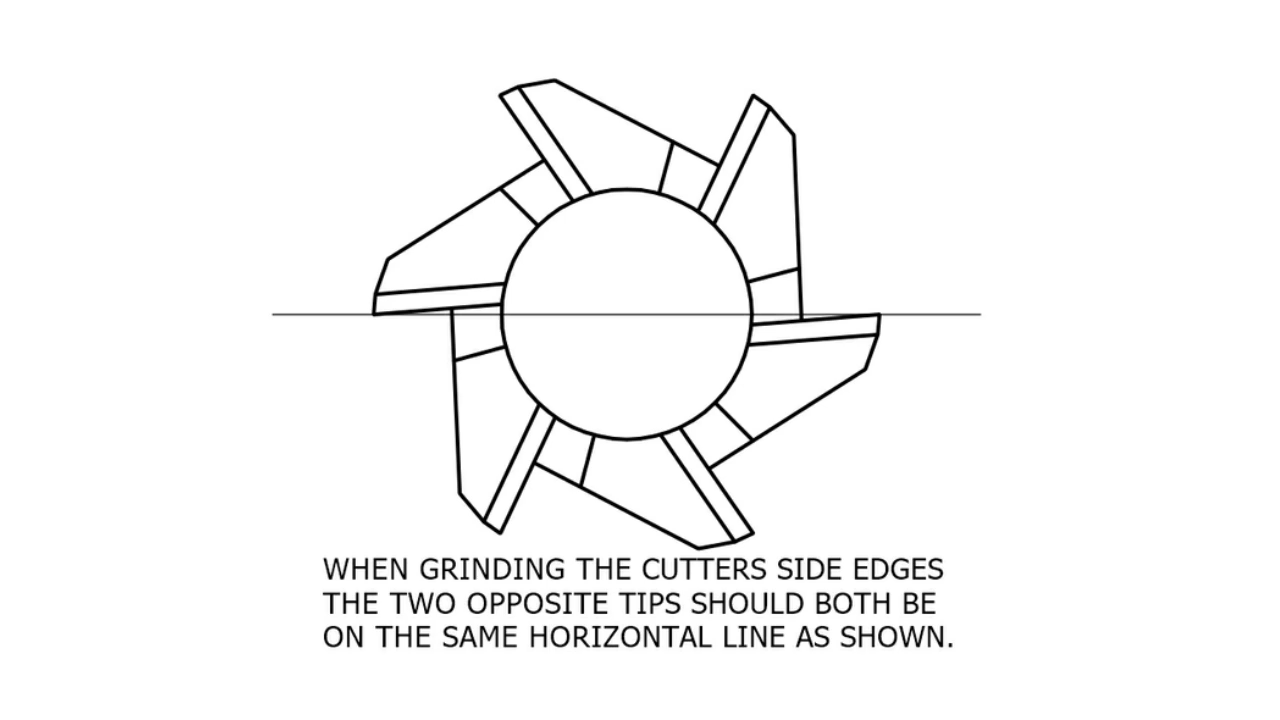 WHEN GRINDING THE CUTTERS SIDE EDGES
THE TWO OPPOSITE TIPS SHOULD BOTH BE
ON THE SAME HORIZONTAL LINE AS SHOWN.